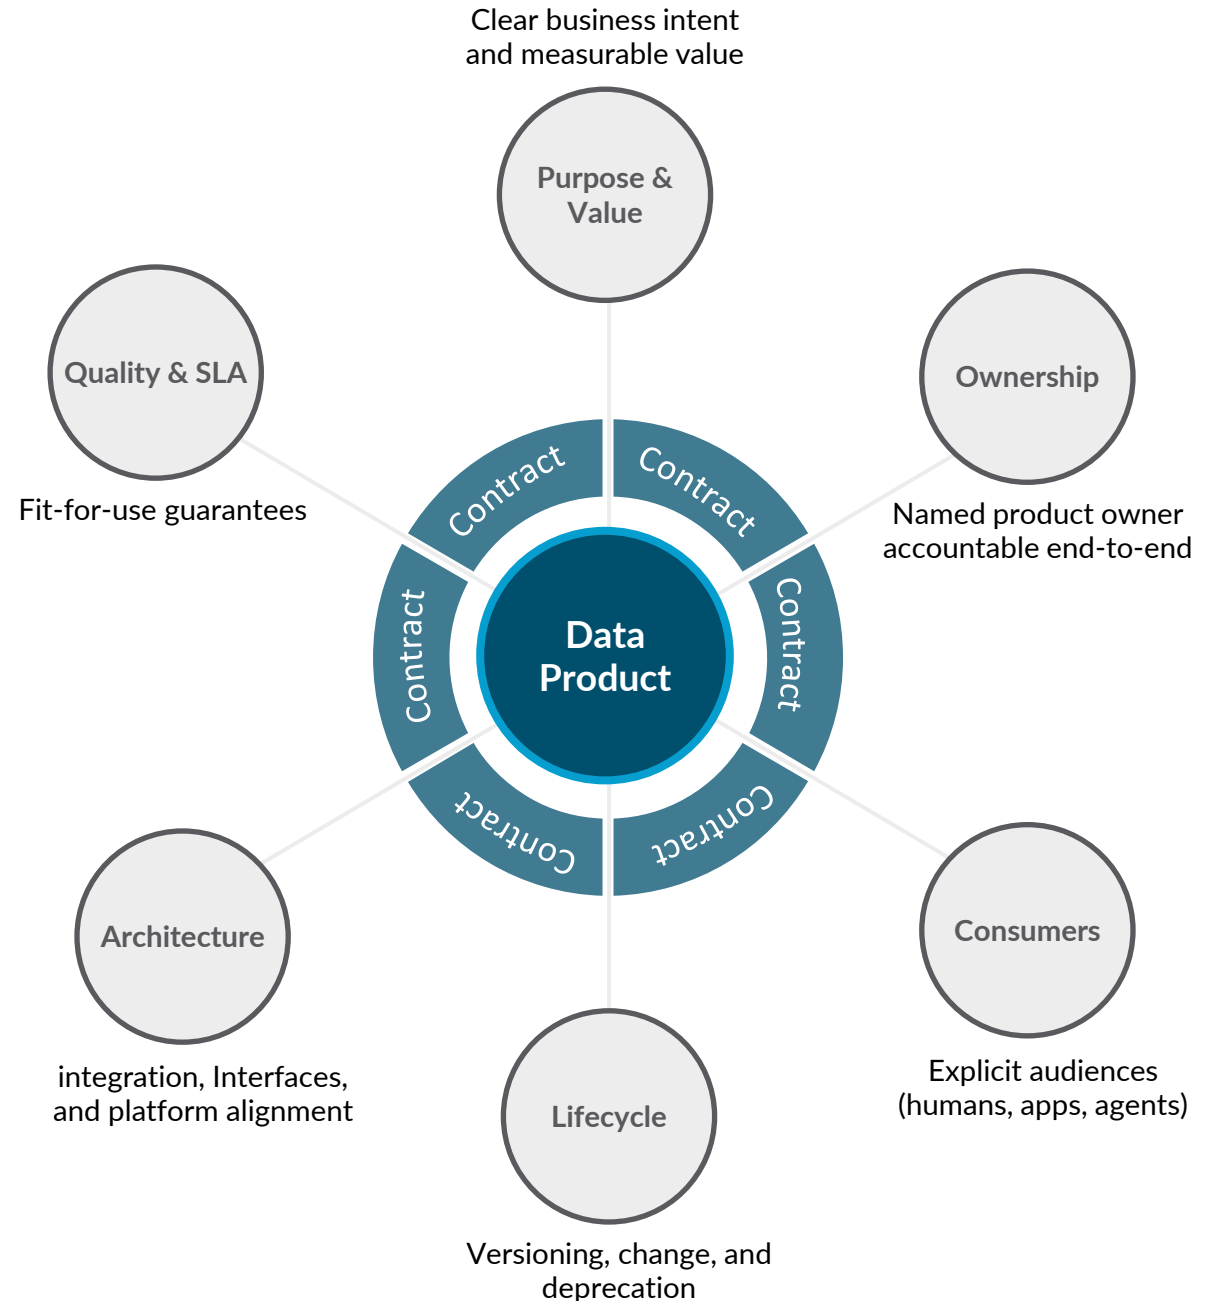 Clear business intent
and measurable value
Purpose &
Value
Quality & SLA
Fit-for-use guarantees
Ownership
Named product owner
accountable end-to-end
Contract
Contract
Contract
Contract
Contract
Contract
Data
Product
Architecture
integration, Interfaces,
and platform alignment
Consumers
Explicit audiences
(humans, apps, agents)
Lifecycle
Versioning, change, and
deprecation